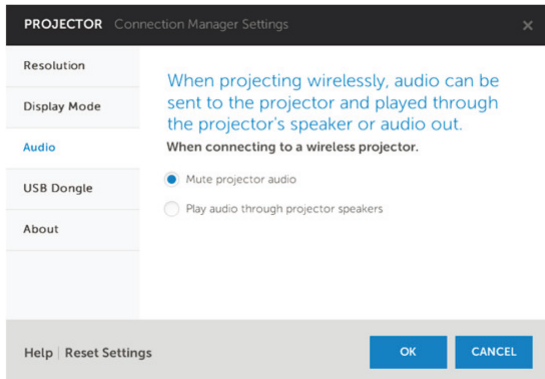 PROJECTOR Connection Manager Settings
Resolution
Display Mode
Audio
USB Dongle
About
When projecting wirelessly, audio can be
sent to the projector and played through
the projector's speaker or audio out.
When connecting to a wireless projector.
Mute projector audio
Play audio through projector speakers
Help | Reset Settings
OK
CANCEL